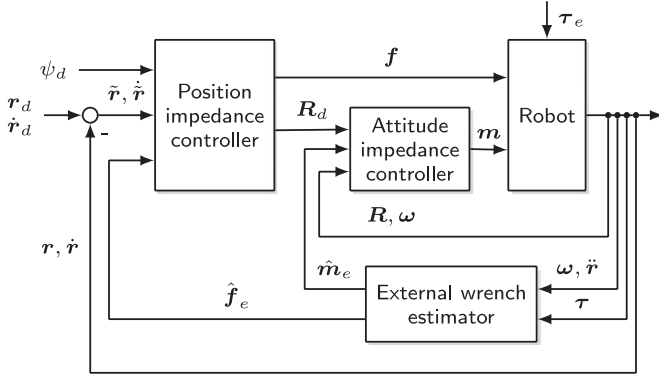 τ_e
f
ψ_d
r̃, ṙ̃
Position
impedance
controller
r_d
ṙ_d
-
R_d
Attitude
impedance
controller
m
Robot
R, ω
r, ṙ
m̂_e
ω, r̈
f̂_e
External wrench
estimator
τ